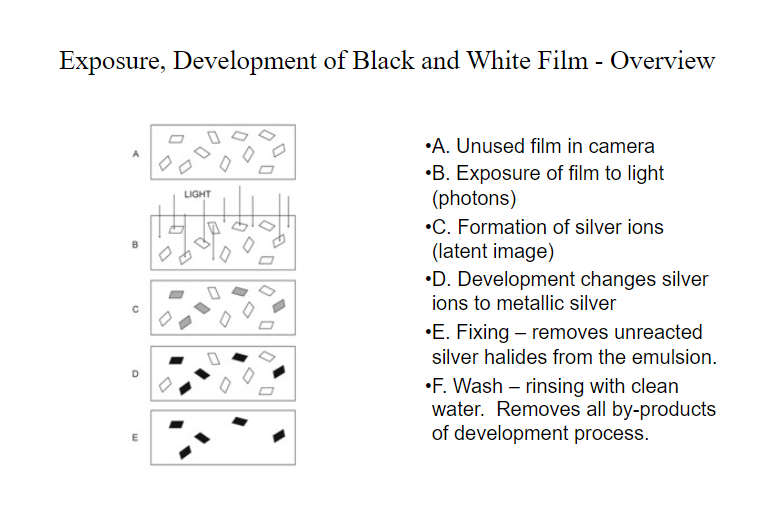 Exposure, Development of Black and White Film - Overview
A
LIGHT
B
C
D
E
•A. Unused film in camera
•B. Exposure of film to light
(photons)
•C. Formation of silver ions
(latent image)
•D. Development changes silver
ions to metallic silver
•E. Fixing – removes unreacted
silver halides from the emulsion.
•F. Wash – rinsing with clean
water.  Removes all by-products
of development process.